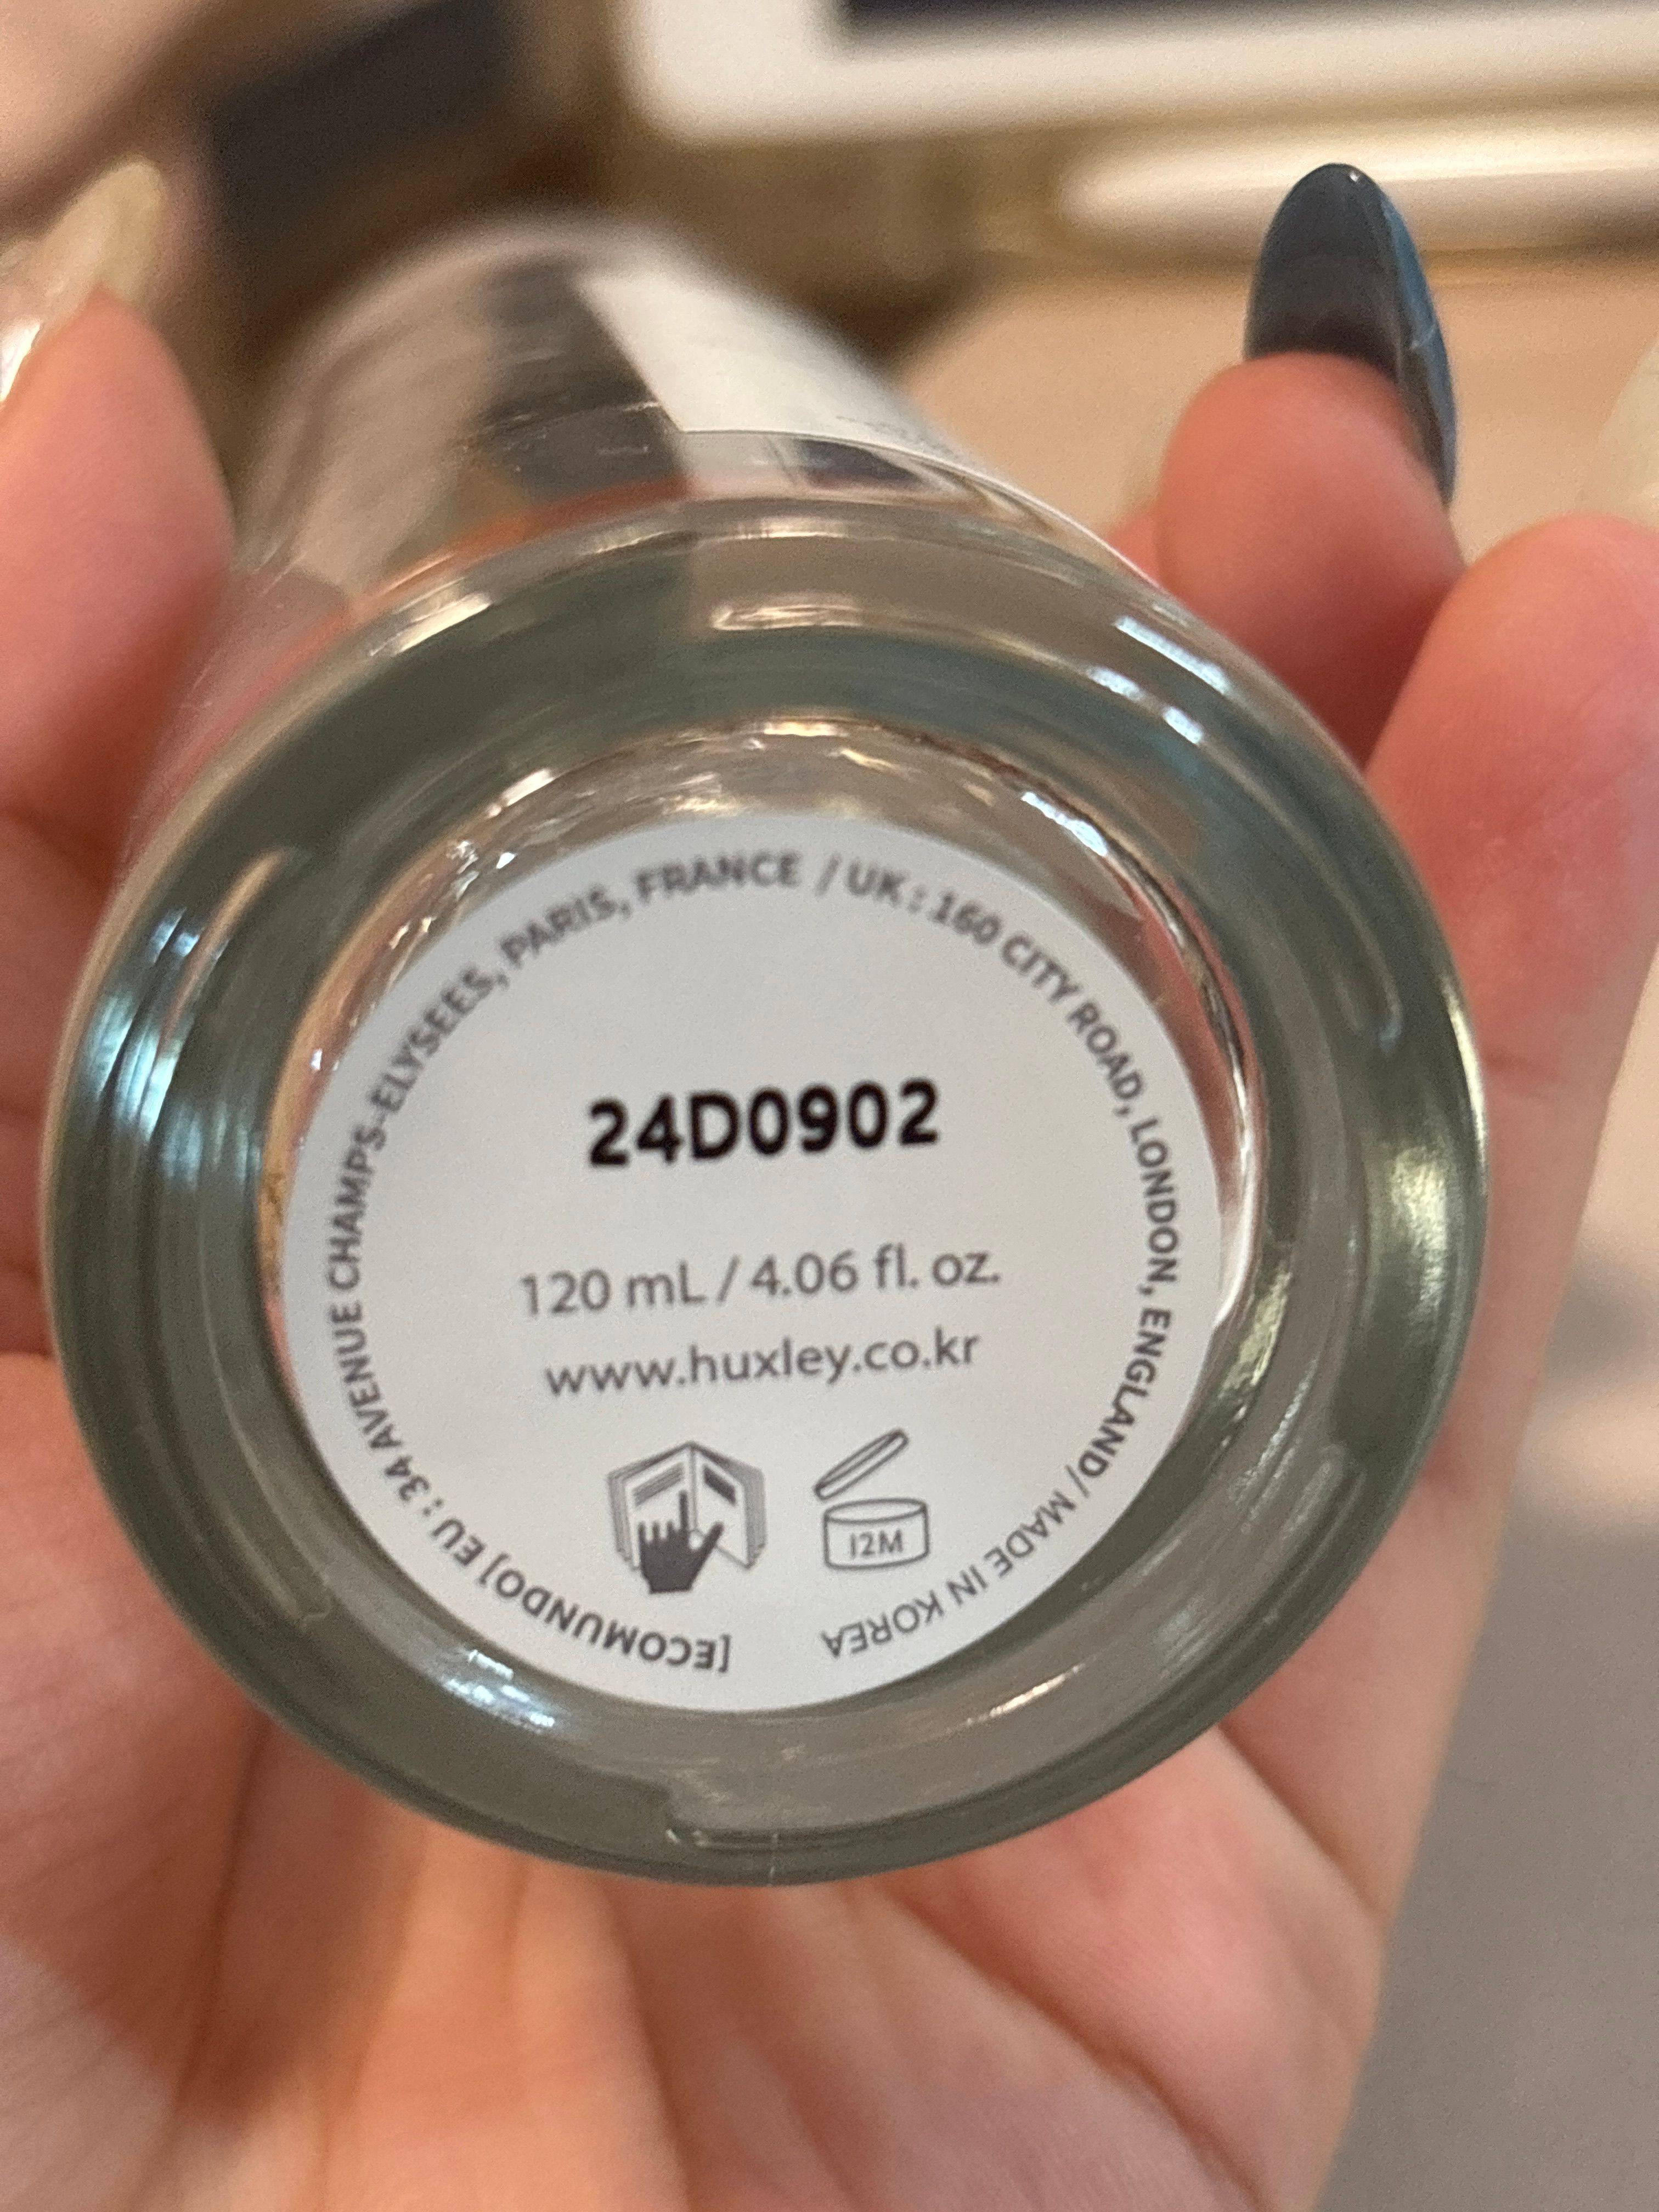 [ECOMUNDO] EU : 34 AVENUE CHAMPS-ELYSEES, PARIS, FRANCE / UK : 160 CITY ROAD, LONDON, ENGLAND / MADE IN KOREA
24D0902
120 mL / 4.06 fl. oz.
www.huxley.co.kr
12M